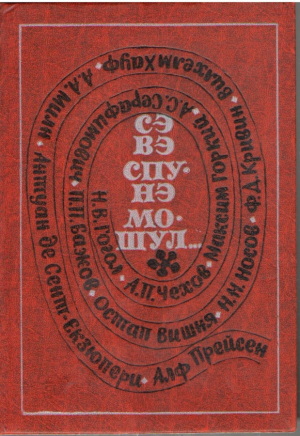 СЭ
ВЭ
СПУ-
НЭ
МО-
ШУЛ...
Н.В.Гогол • А.П.Чехов • Максим Горкий • А.С.Серафимович • П.П.Бажов • Остап Вишня • Н.Н.Носов • Ф.Д.Кривин • Вилхелм Хауф • А.А.Милн • Антуан де Сент-Екзюпери • Алф Прейсен